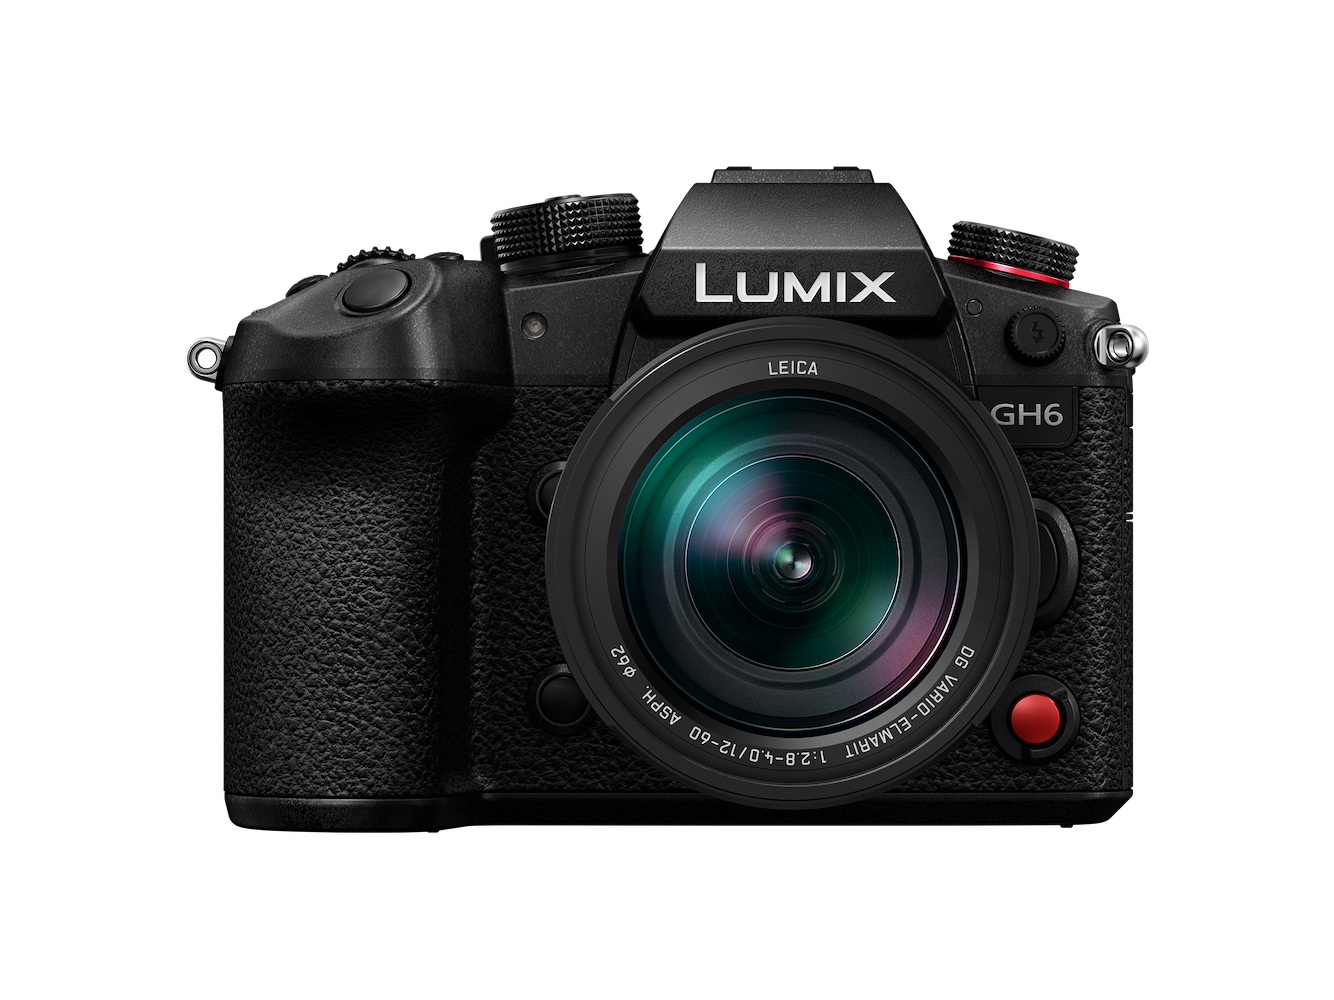 LUMIX
LEICA
GH6
DG VARIO-ELMARIT 1:2.8-4.0/12-60 ASPH. ϕ62